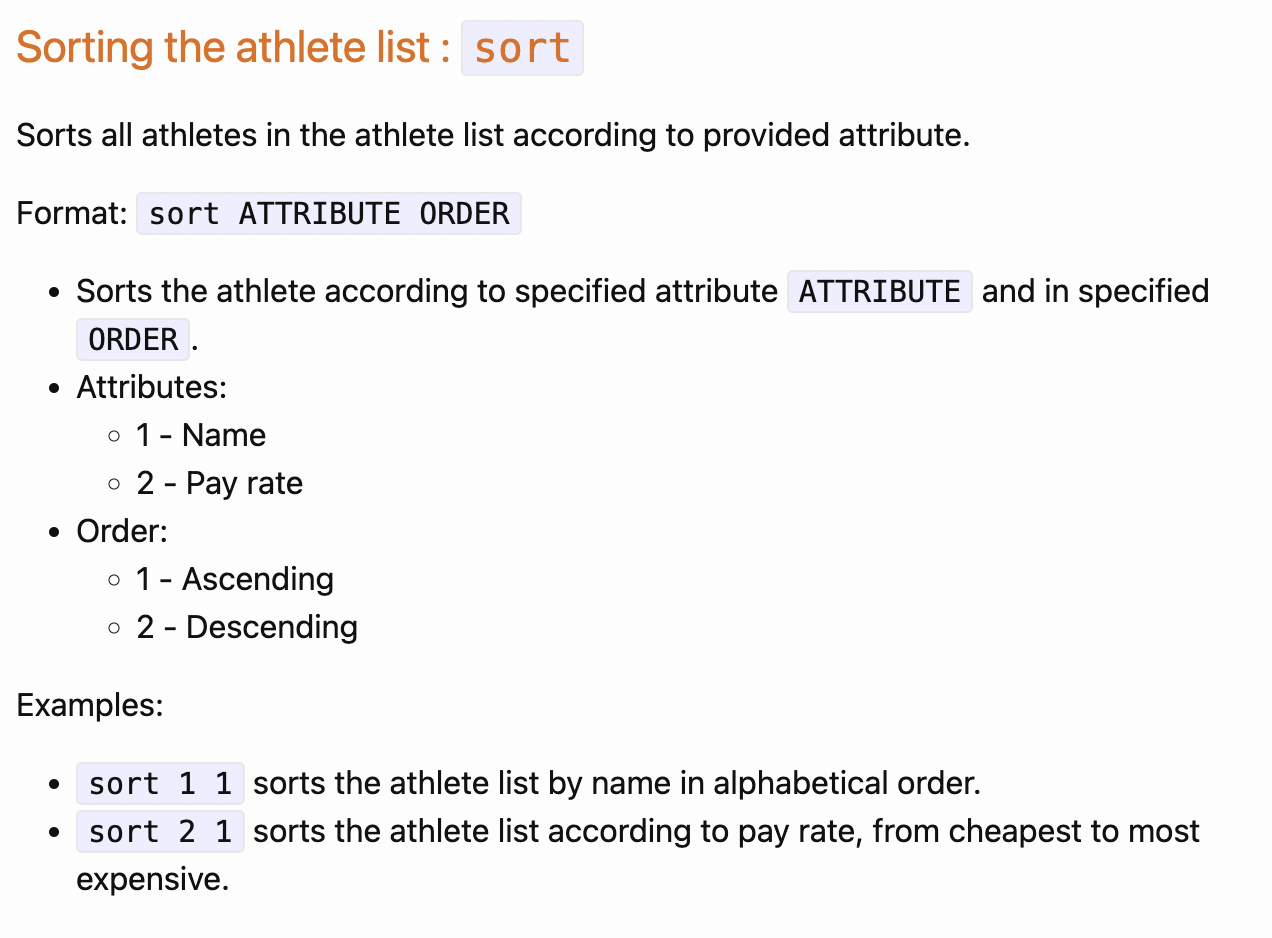 Sorting the athlete list : sort
Sorts all athletes in the athlete list according to provided attribute.
Format: sort ATTRIBUTE ORDER
• Sorts the athlete according to specified attribute ATTRIBUTE and in specified
ORDER .
• Attributes:
◦ 1 - Name
◦ 2 - Pay rate
• Order:
◦ 1 - Ascending
◦ 2 - Descending
Examples:
• sort 1 1 sorts the athlete list by name in alphabetical order.
• sort 2 1 sorts the athlete list according to pay rate, from cheapest to most
expensive.